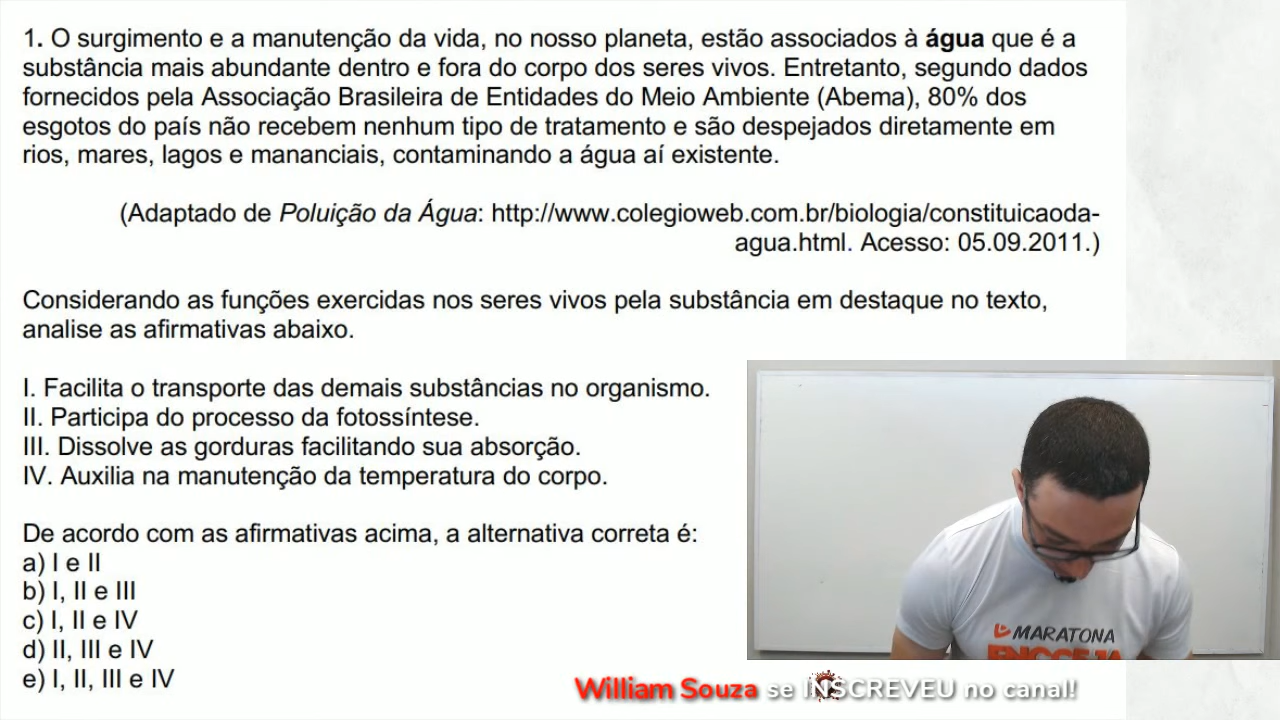 1. O surgimento e a manutenção da vida, no nosso planeta, estão associados à água que é a
substância mais abundante dentro e fora do corpo dos seres vivos. Entretanto, segundo dados
fornecidos pela Associação Brasileira de Entidades do Meio Ambiente (Abema), 80% dos
esgotos do país não recebem nenhum tipo de tratamento e são despejados diretamente em
rios, mares, lagos e mananciais, contaminando a água aí existente.
(Adaptado de Poluição da Água: http://www.colegioweb.com.br/biologia/constituicaoda-
agua.html. Acesso: 05.09.2011.)
Considerando as funções exercidas nos seres vivos pela substância em destaque no texto,
analise as afirmativas abaixo.
I. Facilita o transporte das demais substâncias no organismo.
II. Participa do processo da fotossíntese.
III. Dissolve as gorduras facilitando sua absorção.
IV. Auxilia na manutenção da temperatura do corpo.
De acordo com as afirmativas acima, a alternativa correta é:
a) I e II
b) I, II e III
c) I, II e IV
d) II, III e IV
e) I, II, III e IV
MARATONA
ENCCEJA
William Souza se INSCREVEU no canal!